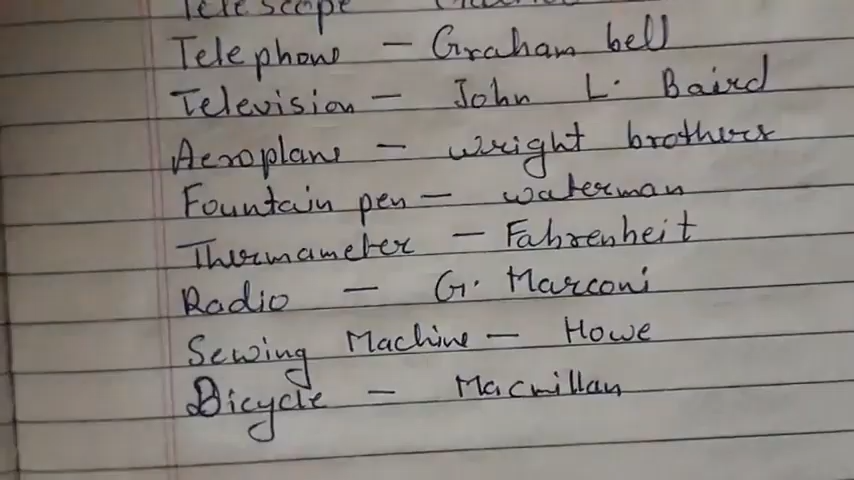 Telescope
Telephone - Graham bell
Television - John L. Baird
Aeroplane - wright brothers
Fountain pen - waterman
Thermameter - Fahrenheit
Radio - G. Marconi
Sewing Machine - Howe
Bicycle - Macmillan